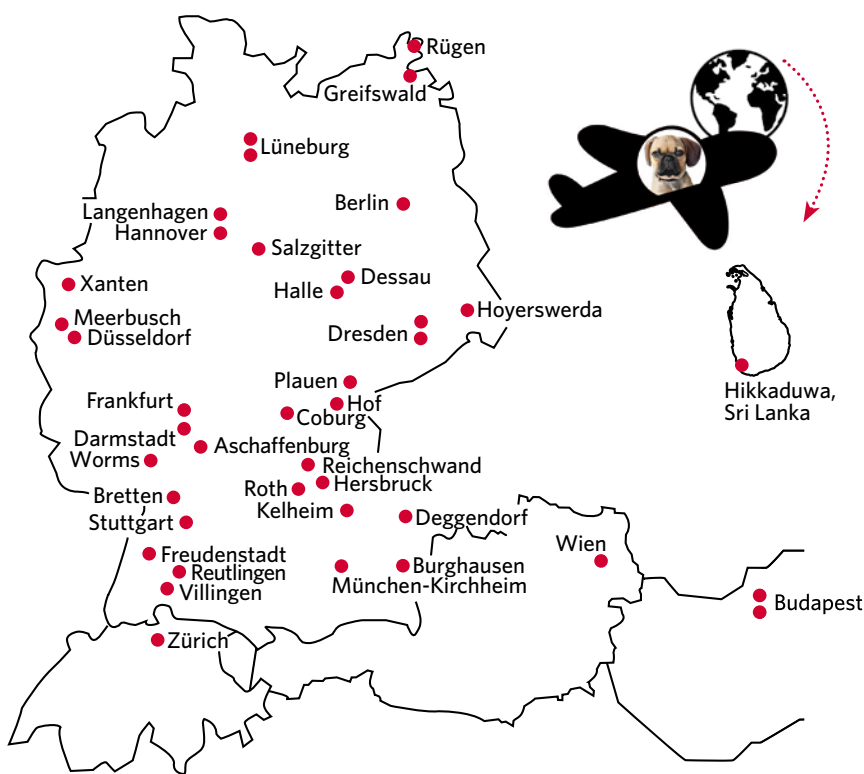 Rügen
Greifswald
Lüneburg
Berlin
Langenhagen
Hannover
Salzgitter
Xanten
Dessau
Halle
Hoyerswerda
Meerbusch
Düsseldorf
Dresden
Plauen
Hikkaduwa,
Sri Lanka
Frankfurt
Hof
Coburg
Darmstadt
Aschaffenburg
Worms
Reichenschwand
Hersbruck
Roth
Bretten
Kelheim
Deggendorf
Stuttgart
Wien
Freudenstadt
Burghausen
Reutlingen
München-Kirchheim
Villingen
Budapest
Zürich